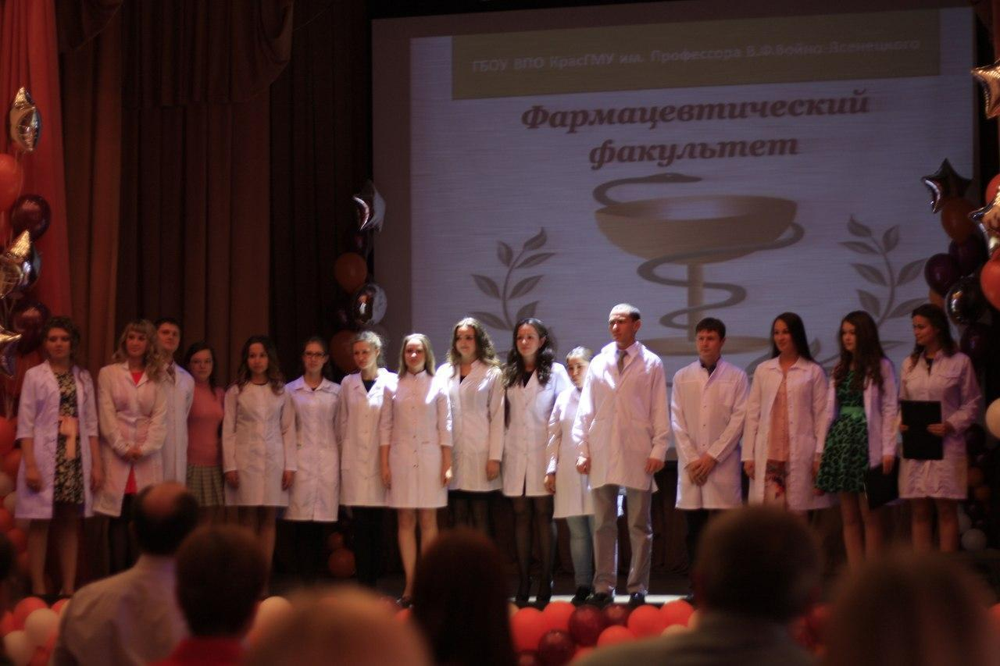 ГБОУ ВПО КрасГМУ им. Профессора В.Ф.Войно-Ясенецкого
Фармацевтический
факультет